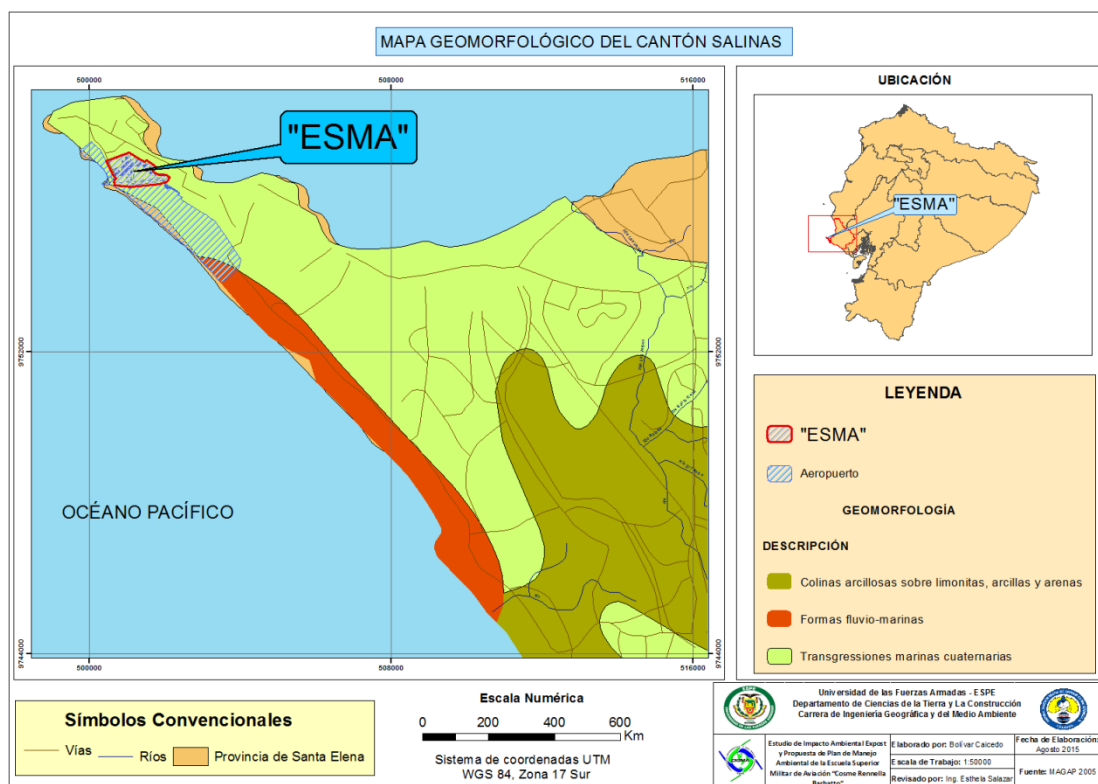 MAPA GEOMORFOLÓGICO DEL CANTÓN SALINAS
500000
508000
516000
"ESMA"
9752000
9752000
OCÉANO PACÍFICO
9744000
9744000
500000
508000
516000
UBICACIÓN
"ESMA"
LEYENDA
"ESMA"
Aeropuerto
GEOMORFOLOGÍA
DESCRIPCIÓN
Colinas arcillosas sobre limonitas, arcillas y arenas
Formas fluvio-marinas
Transgressiones marinas cuaternarias
Símbolos Convencionales
Vías
Ríos
Provincia de Santa Elena
Escala Numérica
0 200 400 600
Km
Sistema de coordenadas UTM
WGS 84, Zona 17 Sur
Universidad de las Fuerzas Armadas - ESPE
Departamento de Ciencias de la Tierra y La Construcción
Carrera de Ingeniería Geográfica y del Medio Ambiente
Estudio de Impacto Ambiental Expost
y Propuesta de Plan de Manejo
Ambiental de la Escuela Superior
Militar de Aviación "Cosme Rennella
Barbatto"
Elaborado por: Bolívar Caicedo
Escala de Trabajo: 1:50000
Revisado por: Ing. Esthela Salazar
Fecha de Elaboración:
Agosto 2015
Fuente: MAGAP 2005